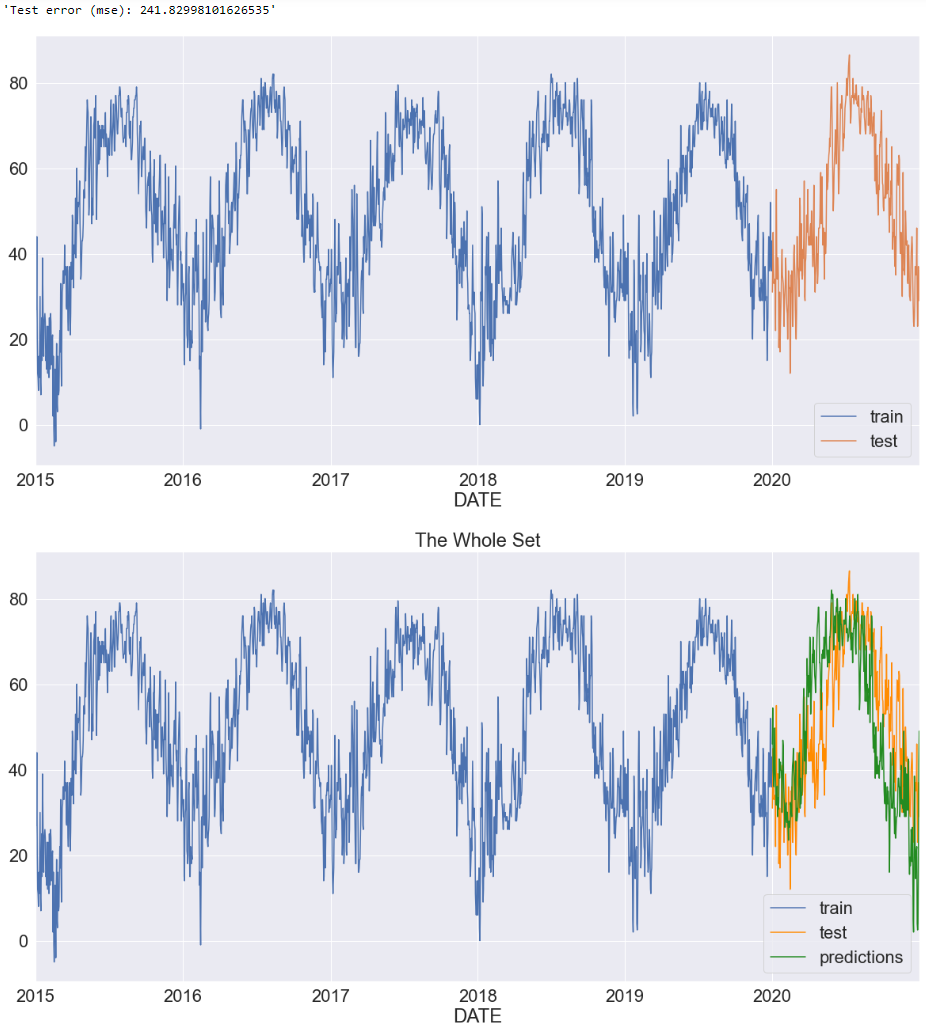 'Test error (mse): 241.82998101626535'
80
60
40
20
0
train
test
2015 2016 2017 2018 2019 2020
DATE
The Whole Set
80
60
40
20
0
train
test
predictions
2015 2016 2017 2018 2019 2020
DATE